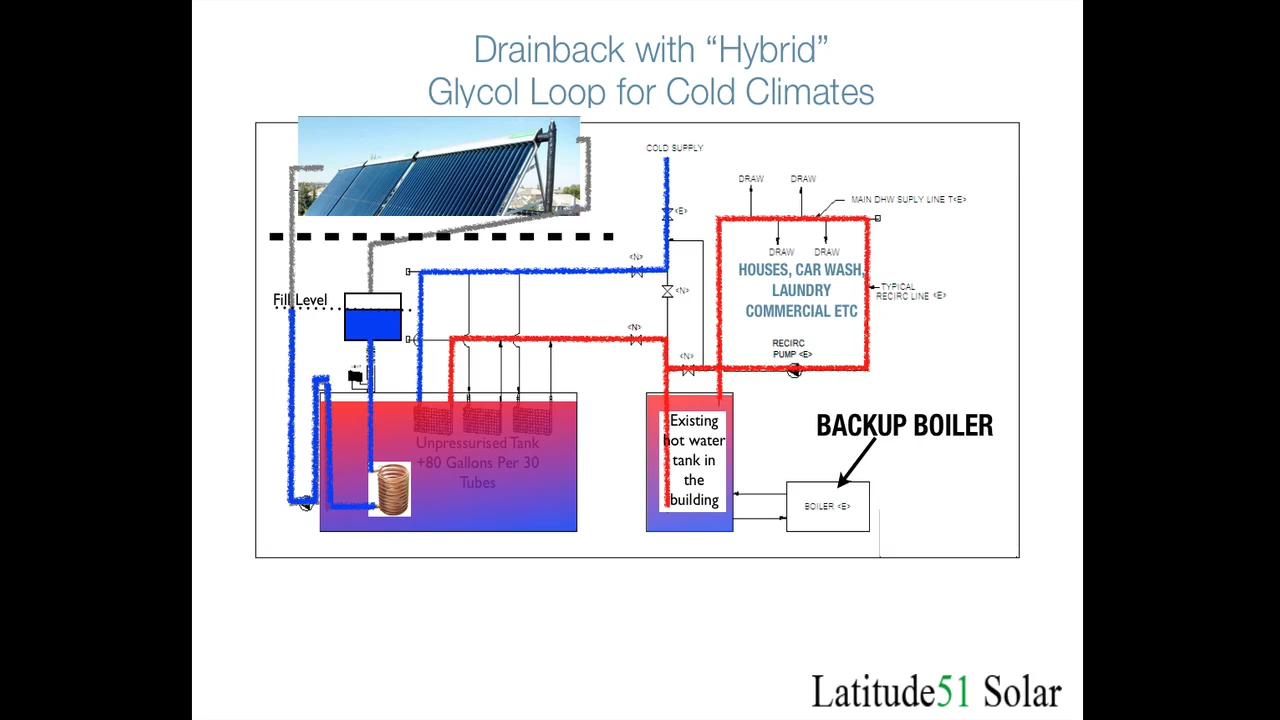 Drainback with “Hybrid”
Glycol Loop for Cold Climates
COLD SUPPLY
DRAW
DRAW
MAIN DHW SUPLY LINE T<E>
<E>
DRAW
DRAW
<N>
HOUSES, CAR WASH,
LAUNDRY
COMMERCIAL ETC
<N>
TYPICAL
RECIRC LINE <E>
Fill Level
<N>
RECIRC
PUMP <E>
<N>
Unpressurised Tank
+80 Gallons Per 30
Tubes
Existing
hot water
tank in
the
building
BACKUP BOILER
BOILER <E>
Latitude51 Solar